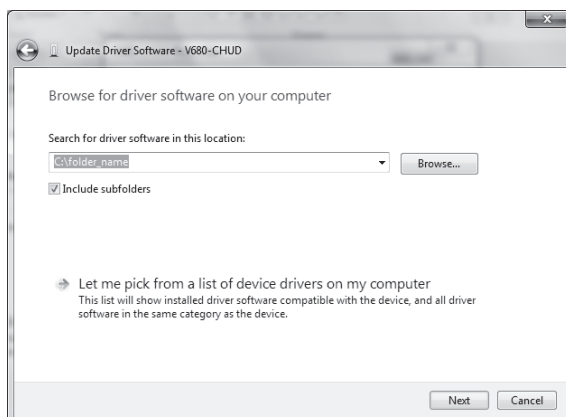 Update Driver Software - V680-CHUD
Browse for driver software on your computer
Search for driver software in this location:
C:\folder_name
Browse...
Include subfolders
Let me pick from a list of device drivers on my computer
This list will show installed driver software compatible with the device, and all driver
software in the same category as the device.
Next
Cancel